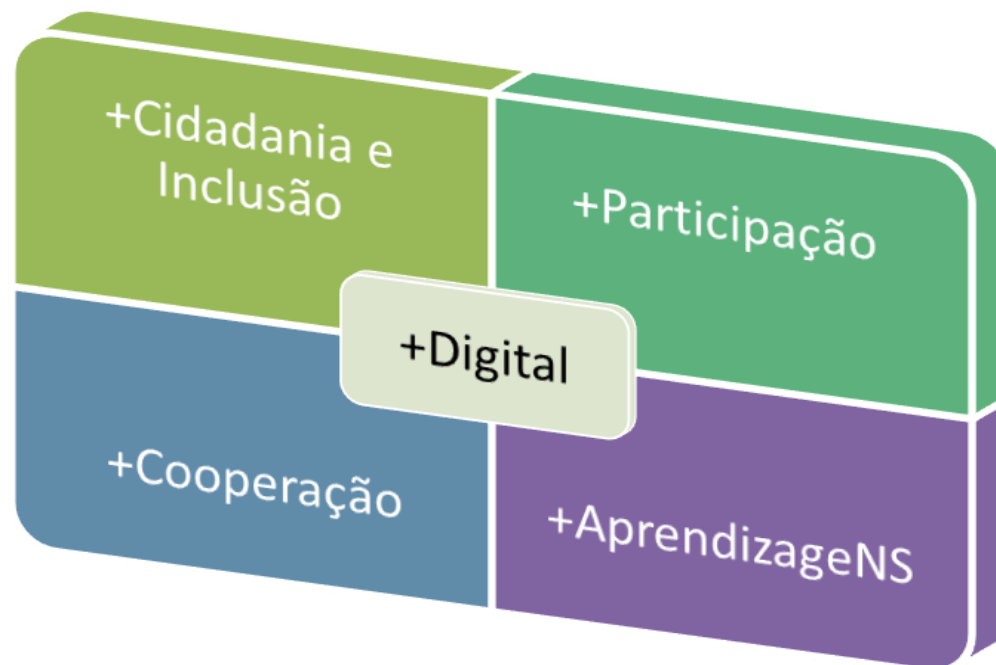 +Cidadania e
Inclusão
+Participação
+Digital
+Cooperação
+AprendizageNS